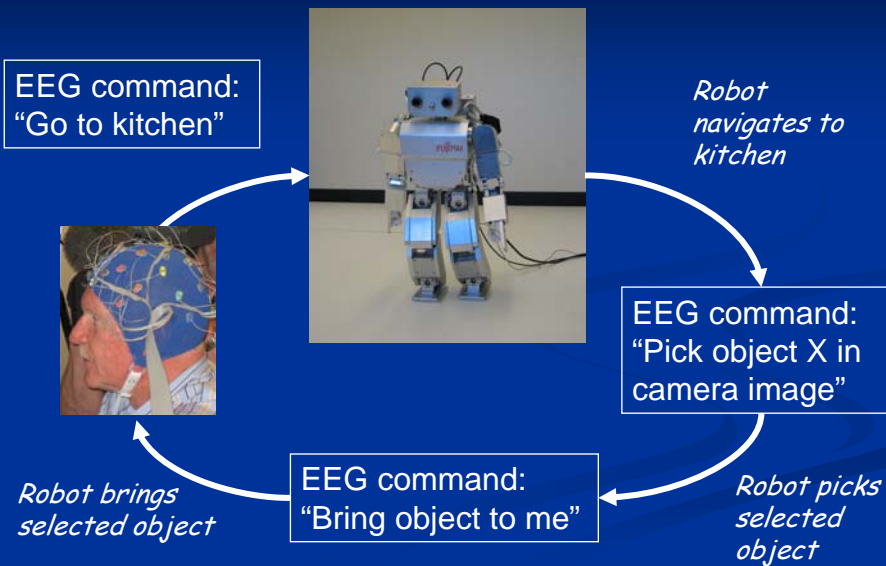 EEG command:
“Go to kitchen”
FUJITSU
Robot
navigates to
kitchen
EEG command:
“Pick object X in
camera image”
Robot picks
selected
object
EEG command:
“Bring object to me”
Robot brings
selected object